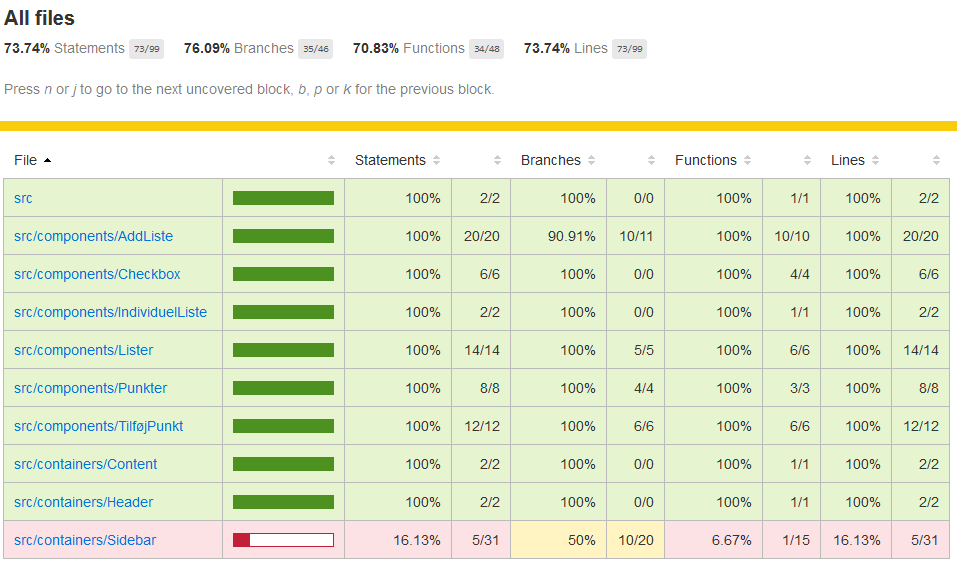 All files
73.74% Statements 73/99 76.09% Branches 35/46 70.83% Functions 34/48 73.74% Lines 73/99
Press n or j to go to the next uncovered block, b, p or k for the previous block.
File Statements Branches Functions Lines
src 100% 2/2 100% 0/0 100% 1/1 100% 2/2
src/components/AddListe 100% 20/20 90.91% 10/11 100% 10/10 100% 20/20
src/components/Checkbox 100% 6/6 100% 0/0 100% 4/4 100% 6/6
src/components/IndividuelListe 100% 2/2 100% 0/0 100% 1/1 100% 2/2
src/components/Lister 100% 14/14 100% 5/5 100% 6/6 100% 14/14
src/components/Punkter 100% 8/8 100% 4/4 100% 3/3 100% 8/8
src/components/TilføjPunkt 100% 12/12 100% 6/6 100% 6/6 100% 12/12
src/containers/Content 100% 2/2 100% 0/0 100% 1/1 100% 2/2
src/containers/Header 100% 2/2 100% 0/0 100% 1/1 100% 2/2
src/containers/Sidebar 16.13% 5/31 50% 10/20 6.67% 1/15 16.13% 5/31